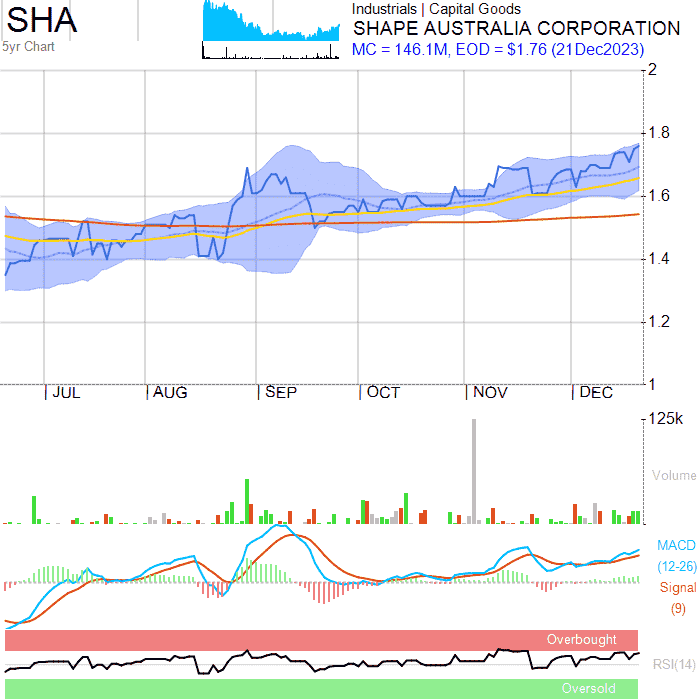 SHA
5yr Chart
Industrials | Capital Goods
SHAPE AUSTRALIA CORPORATION
MC = 146.1M, EOD = $1.76 (21Dec2023)
2
1.8
1.6
1.4
1.2
1
JUL AUG SEP OCT NOV DEC
125k
Volume
MACD
(12-26)
Signal
(9)
Overbought
RSI(14)
Oversold